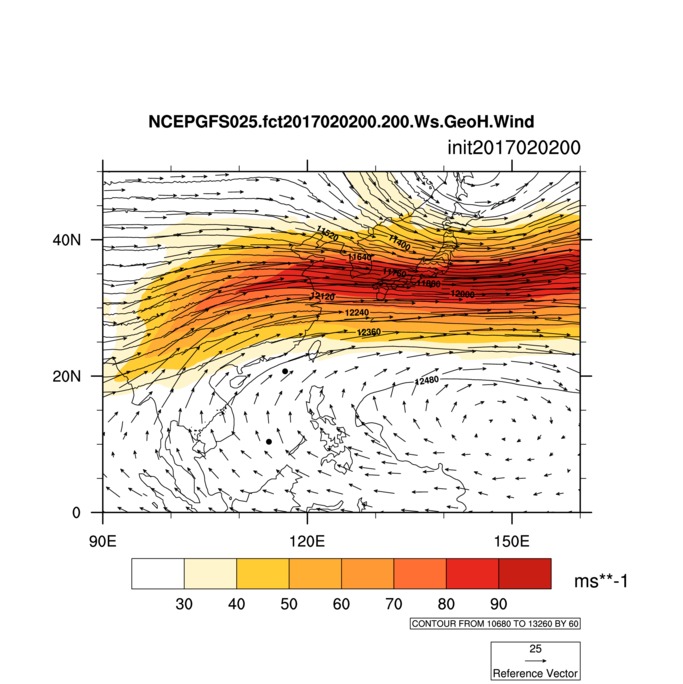 NCEPGFS025.fct2017020200.200.Ws.GeoH.Wind
init2017020200
40N
20N
0
11520
11400
11640
11760
11880
12120
12000
12240
12360
12480
90E 120E 150E
30 40 50 60 70 80 90
ms**-1
CONTOUR FROM 10680 TO 13260 BY 60
25
Reference Vector